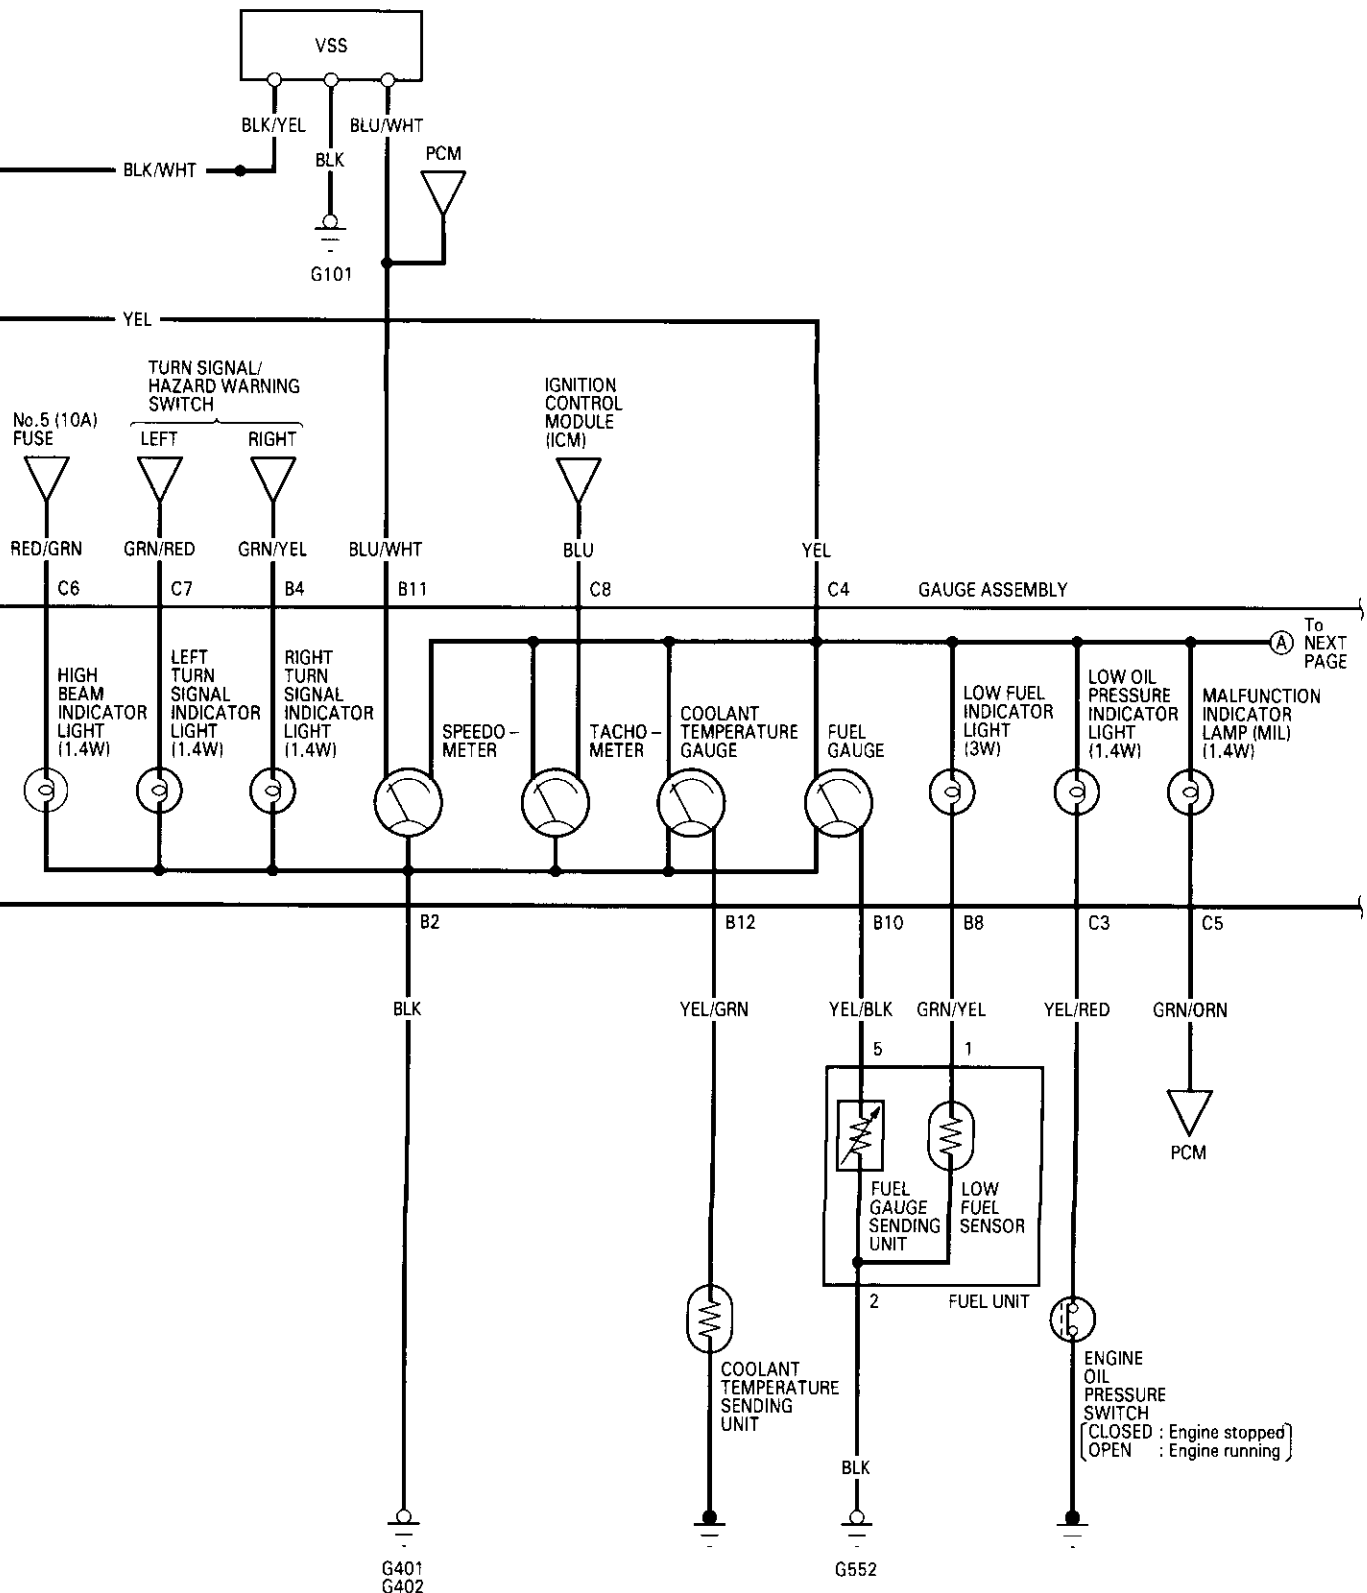 VSS
BLK/YEL
BLU/WHT
BLK
PCM
BLK/WHT
G101
YEL
TURN SIGNAL/
HAZARD WARNING
SWITCH
No.5 (10A)
FUSE
LEFT
RIGHT
IGNITION
CONTROL
MODULE
(ICM)
RED/GRN
GRN/RED
GRN/YEL
BLU/WHT
BLU
YEL
C6
C7
B4
B11
C8
C4
GAUGE ASSEMBLY
A
To
NEXT
PAGE
HIGH
BEAM
INDICATOR
LIGHT
(1.4W)
LEFT
TURN
SIGNAL
INDICATOR
LIGHT
(1.4W)
RIGHT
TURN
SIGNAL
INDICATOR
LIGHT
(1.4W)
SPEEDO-
METER
TACHO-
METER
COOLANT
TEMPERATURE
GAUGE
FUEL
GAUGE
LOW FUEL
INDICATOR
LIGHT
(3W)
LOW OIL
PRESSURE
INDICATOR
LIGHT
(1.4W)
MALFUNCTION
INDICATOR
LAMP (MIL)
(1.4W)
B2
B12
B10
B8
C3
C5
BLK
YEL/GRN
YEL/BLK
GRN/YEL
YEL/RED
GRN/ORN
5
1
PCM
FUEL
GAUGE
SENDING
UNIT
LOW
FUEL
SENSOR
2
FUEL UNIT
COOLANT
TEMPERATURE
SENDING
UNIT
ENGINE
OIL
PRESSURE
SWITCH
CLOSED : Engine stopped
OPEN : Engine running
BLK
G401
G402
G552